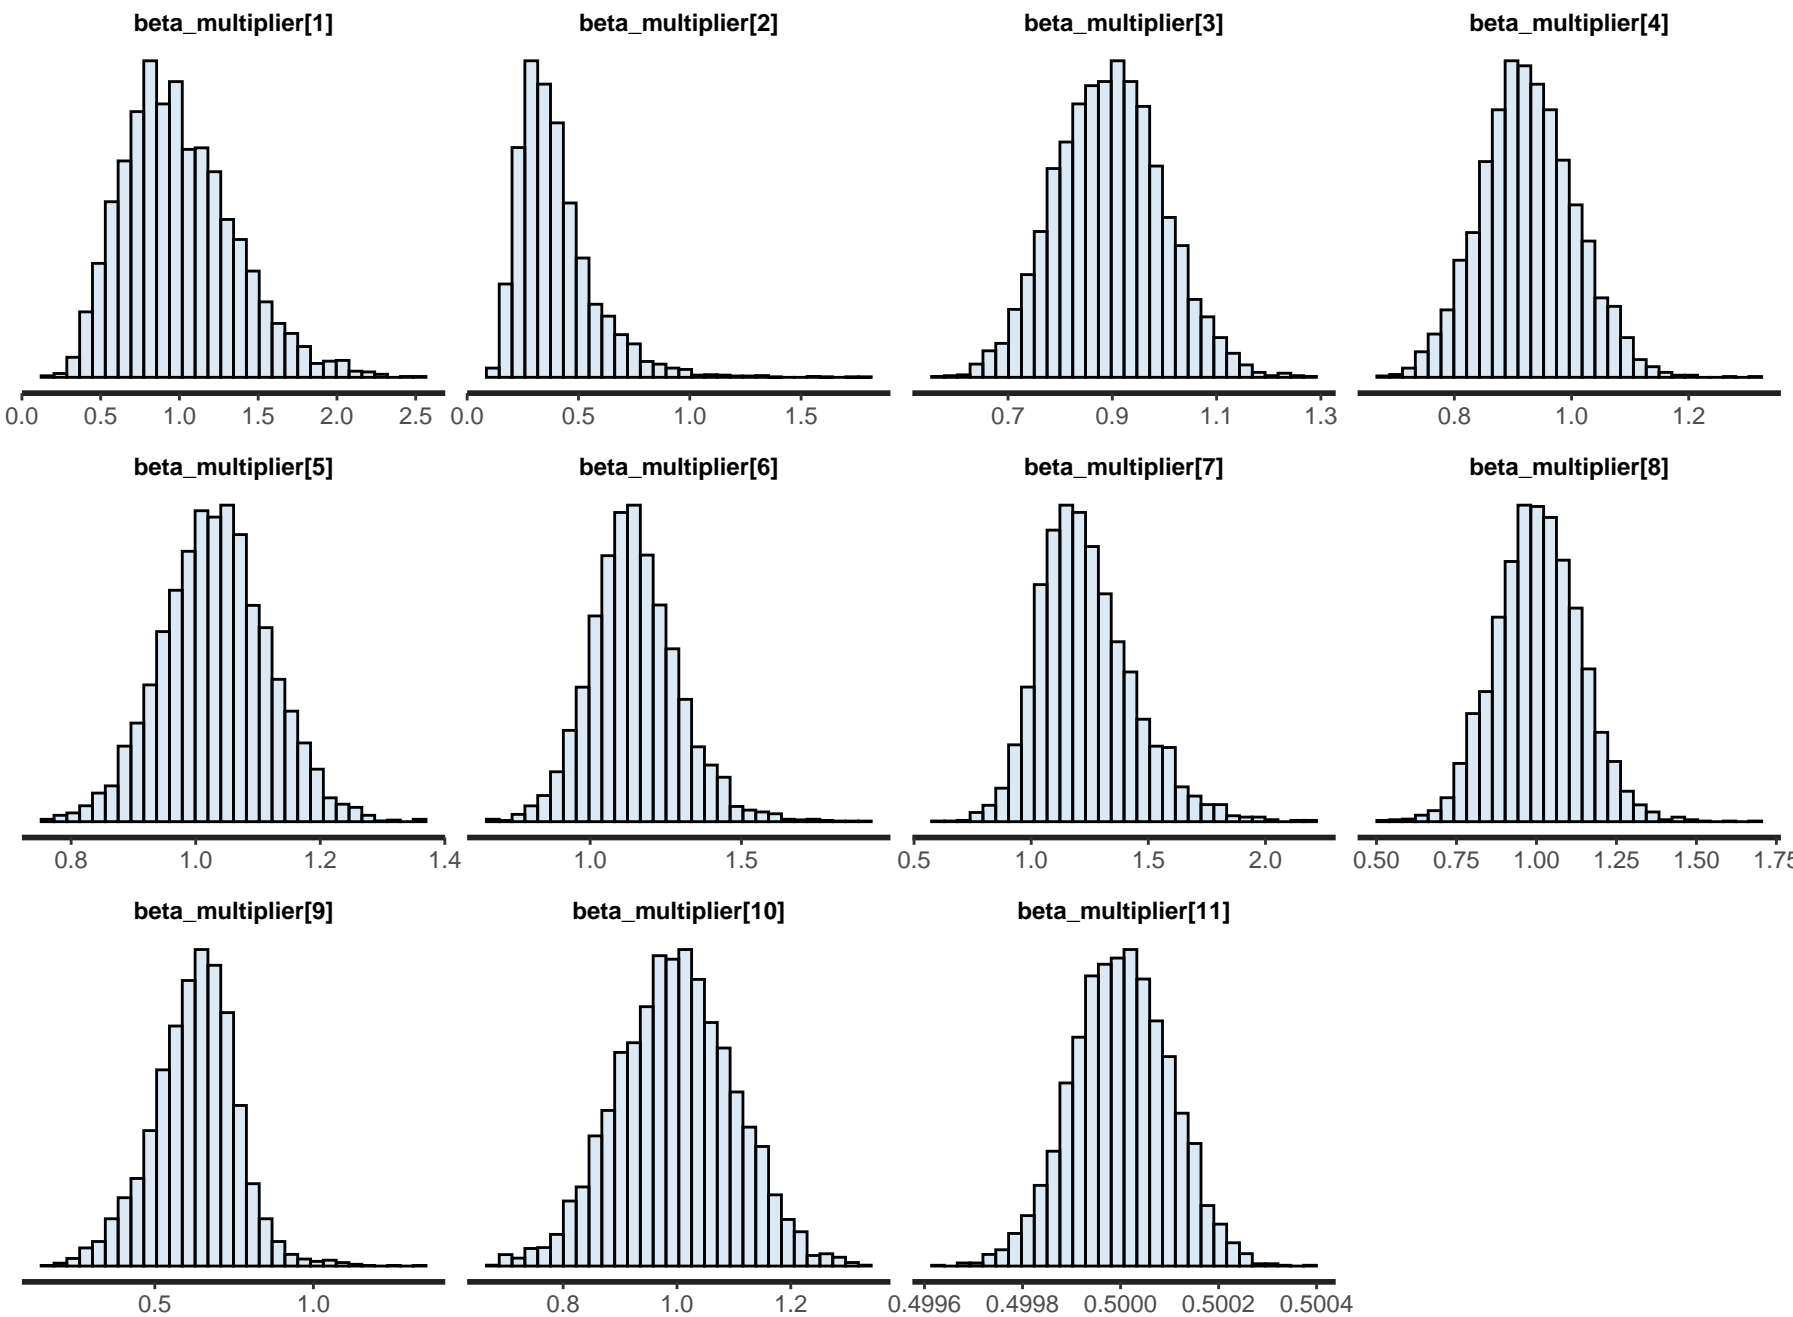 beta_multiplier[1] beta_multiplier[2] beta_multiplier[3] beta_multiplier[4]
0.0 0.5 1.0 1.5 2.0 2.5 0.0 0.5 1.0 1.5 0.7 0.9 1.1 1.3 0.8 1.0 1.2
beta_multiplier[5] beta_multiplier[6] beta_multiplier[7] beta_multiplier[8]
0.8 1.0 1.2 1.4 1.0 1.5 0.5 1.0 1.5 2.0 0.50 0.75 1.00 1.25 1.50 1.75
beta_multiplier[9] beta_multiplier[10] beta_multiplier[11]
0.5 1.0 0.8 1.0 1.2 0.4996 0.4998 0.5000 0.5002 0.5004